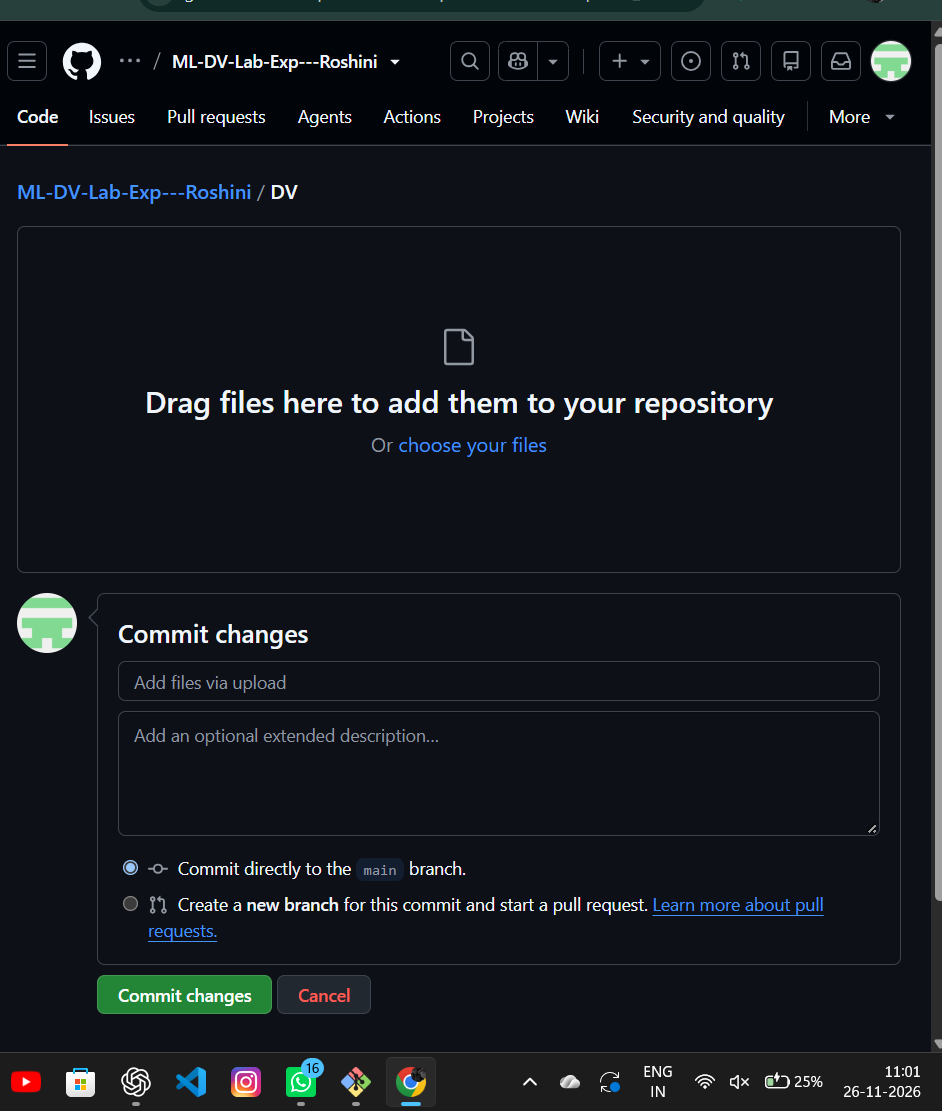 ... / ML-DV-Lab-Exp---Roshini
Code Issues Pull requests Agents Actions Projects Wiki Security and quality More
ML-DV-Lab-Exp---Roshini / DV
Drag files here to add them to your repository
Or choose your files
Commit changes
Add files via upload
Add an optional extended description...
Commit directly to the main branch.
Create a new branch for this commit and start a pull request. Learn more about pull
requests.
Commit changes Cancel
16
ENG
IN
25%
11:01
26-11-2026